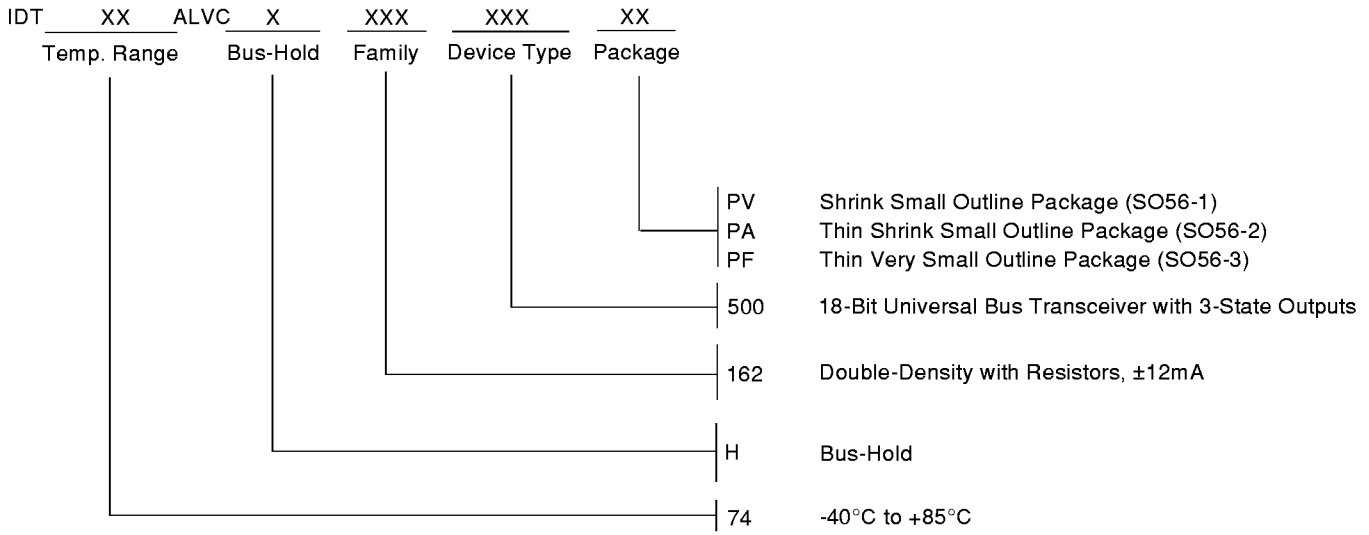 IDT XX ALVC X XXX XXX XX
Temp. Range Bus-Hold Family Device Type Package
PV Shrink Small Outline Package (SO56-1)
PA Thin Shrink Small Outline Package (SO56-2)
PF Thin Very Small Outline Package (SO56-3)
500 18-Bit Universal Bus Transceiver with 3-State Outputs
162 Double-Density with Resistors, ±12mA
H Bus-Hold
74 -40°C to +85°C